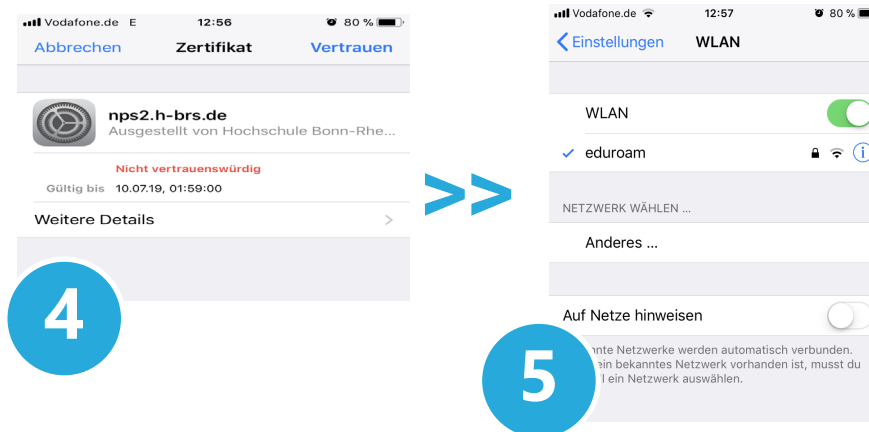 Vodafone.de E 12:56 80 %
Abbrechen Zertifikat Vertrauen
nps2.h-brs.de
Ausgestellt von Hochschule Bonn-Rhe...
Nicht vertrauenswürdig
Gültig bis 10.07.19, 01:59:00
Weitere Details
4
>>
Vodafone.de 12:57 80 %
Einstellungen WLAN
WLAN
eduroam
NETZWERK WÄHLEN ...
Anderes ...
Auf Netze hinweisen
Netzwerke werden automatisch verbunden.
ein bekanntes Netzwerk vorhanden ist, musst du
ein Netzwerk auswählen.
5